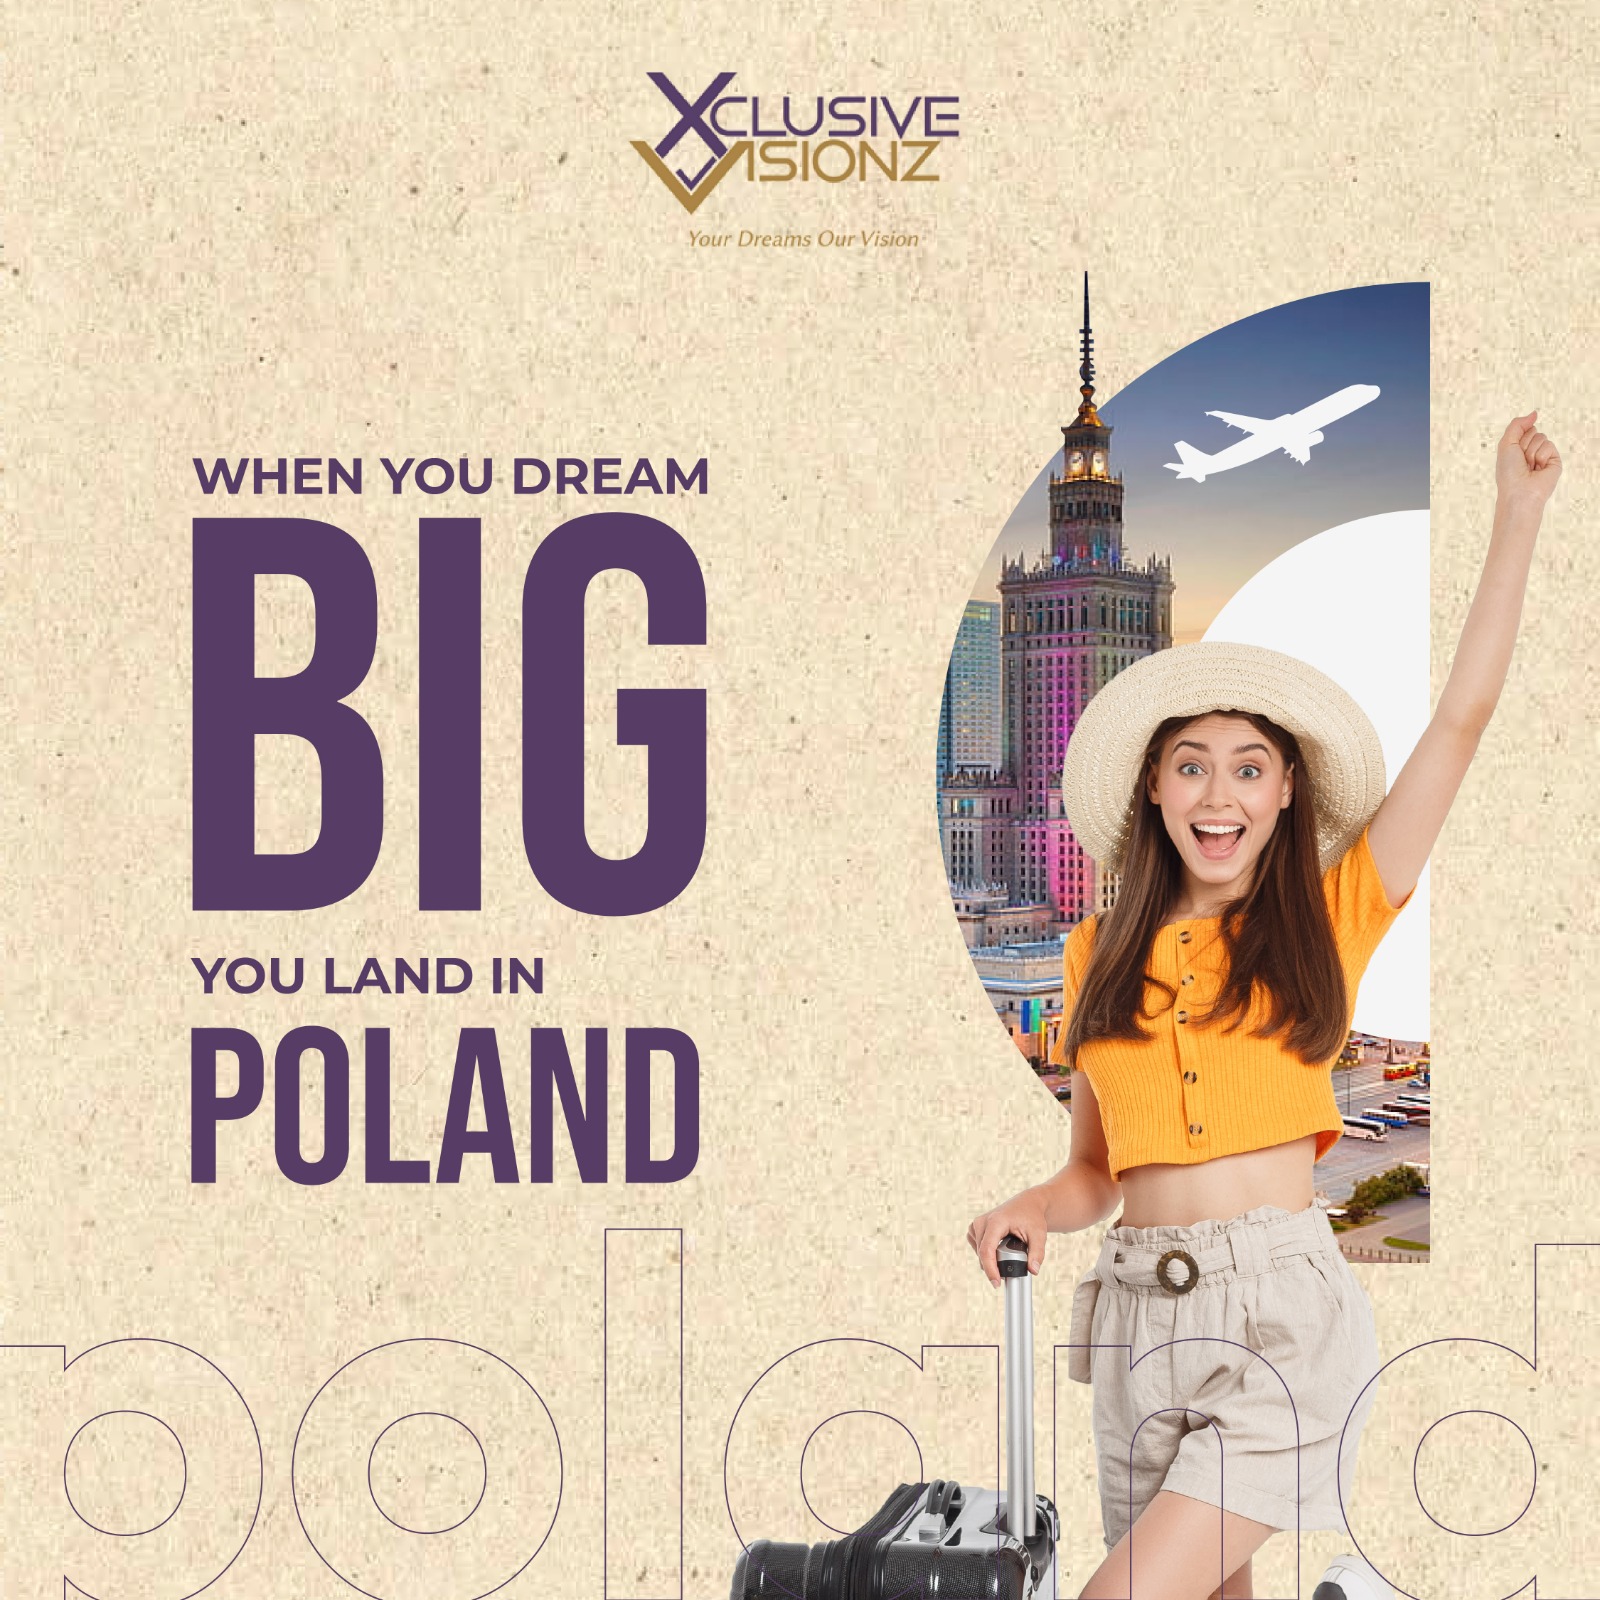 XCLUSIVE
VISIONZ
Your Dreams Our Vision
WHEN YOU DREAM
BIG
YOU LAND IN
POLAND
poland